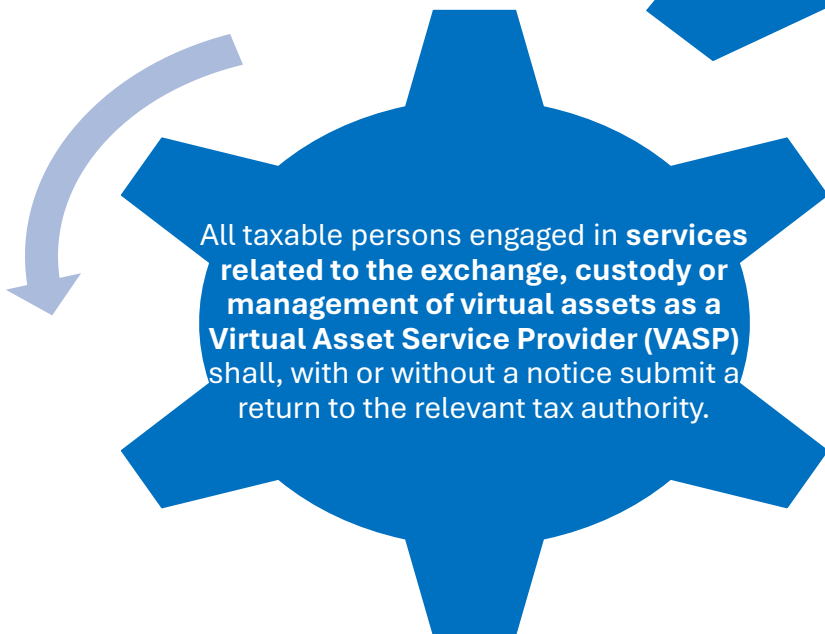 All taxable persons engaged in services
related to the exchange, custody or
management of virtual assets as a
Virtual Asset Service Provider (VASP)
shall, with or without a notice submit a
return to the relevant tax authority.